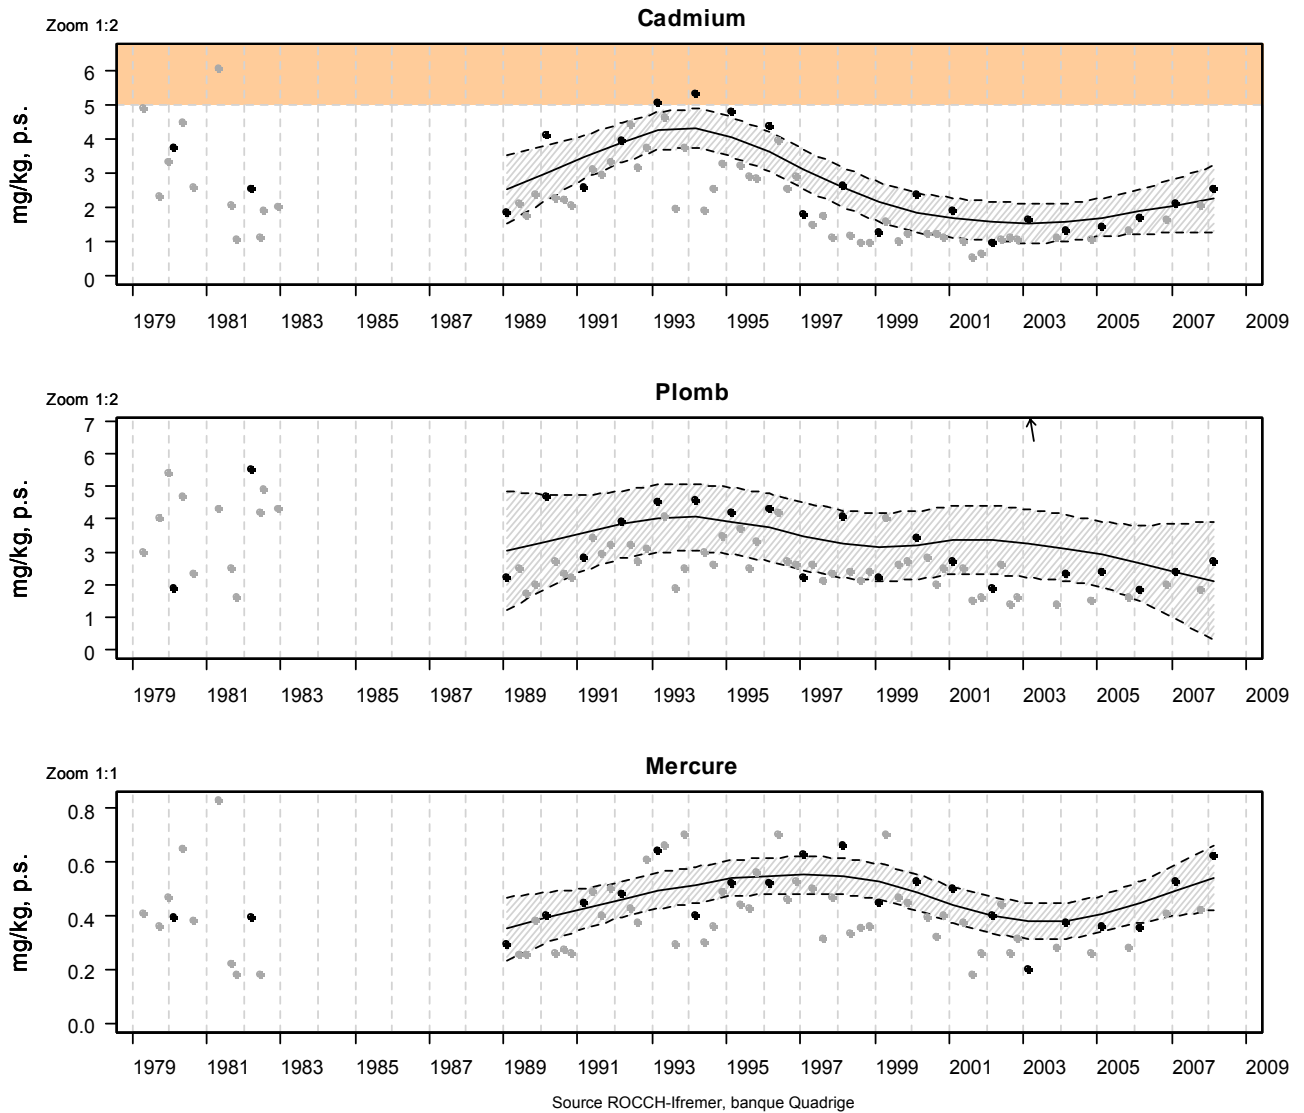 Cadmium
Zoom 1:2
mg/kg, p.s.
6
5
4
3
2
1
0
1979 1981 1983 1985 1987 1989 1991 1993 1995 1997 1999 2001 2003 2005 2007 2009
Plomb
Zoom 1:2
mg/kg, p.s.
7
6
5
4
3
2
1
0
1979 1981 1983 1985 1987 1989 1991 1993 1995 1997 1999 2001 2003 2005 2007 2009
Mercure
Zoom 1:1
mg/kg, p.s.
0.8
0.6
0.4
0.2
0.0
1979 1981 1983 1985 1987 1989 1991 1993 1995 1997 1999 2001 2003 2005 2007 2009
Source ROCCH-Ifremer, banque Quadrige